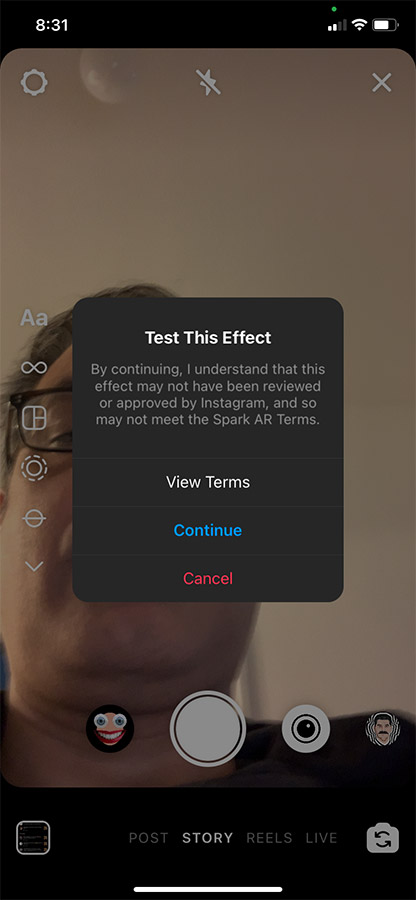 8:31
Aa
Test This Effect
By continuing, I understand that this
effect may not have been reviewed
or approved by Instagram, and so
may not meet the Spark AR Terms.
View Terms
Continue
Cancel
POST STORY REELS LIVE